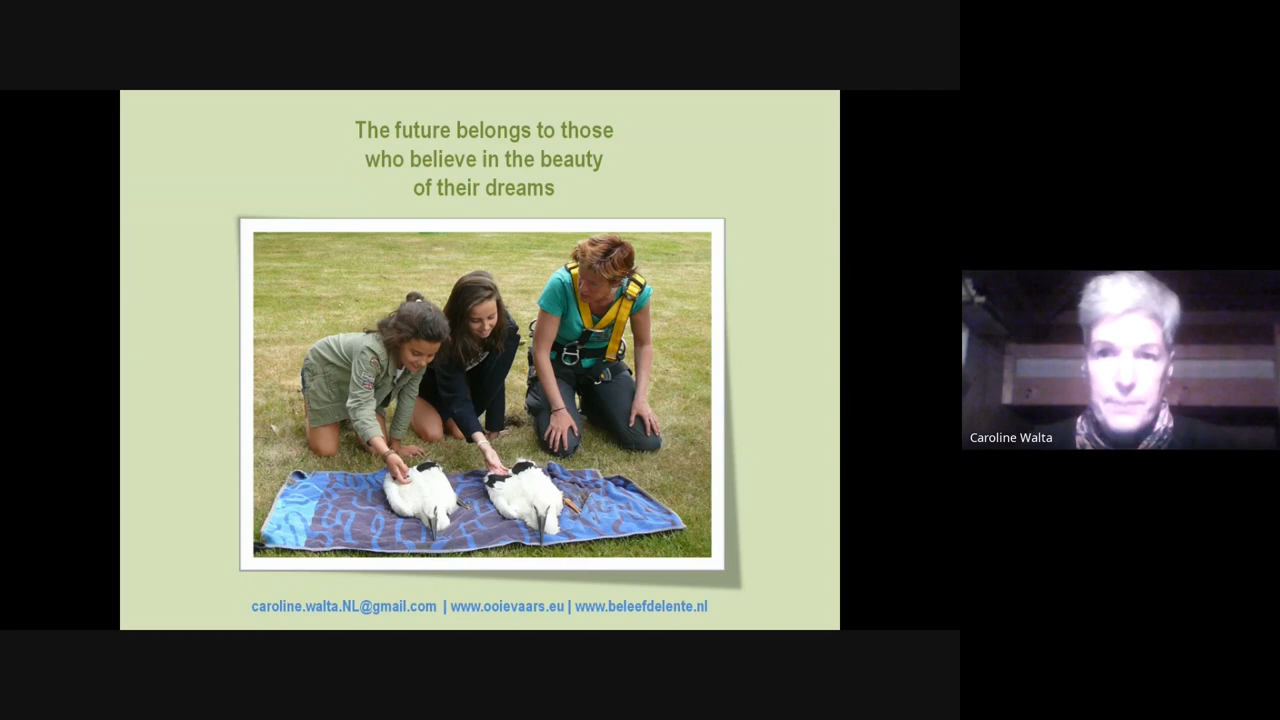 The future belongs to those
who believe in the beauty
of their dreams
caroline.walta.NL@gmail.com | www.ooievaars.eu | www.beleefdelente.nl
Caroline Walta